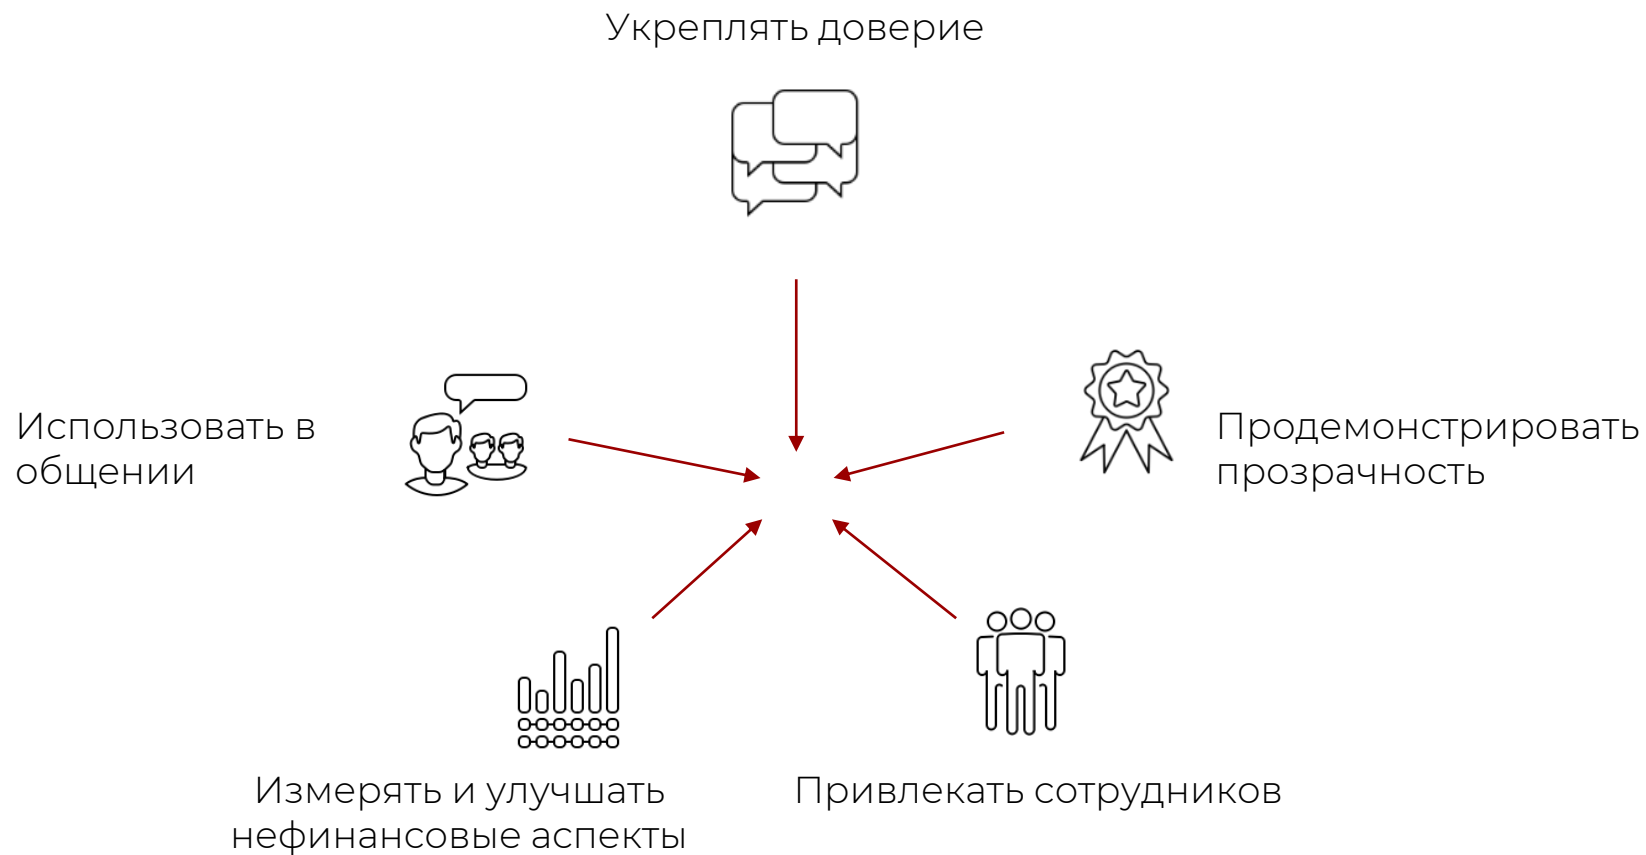 Укреплять доверие
Использовать в
общении
Продемонстрировать
прозрачность
Измерять и улучшать
нефинансовые аспекты
Привлекать сотрудников